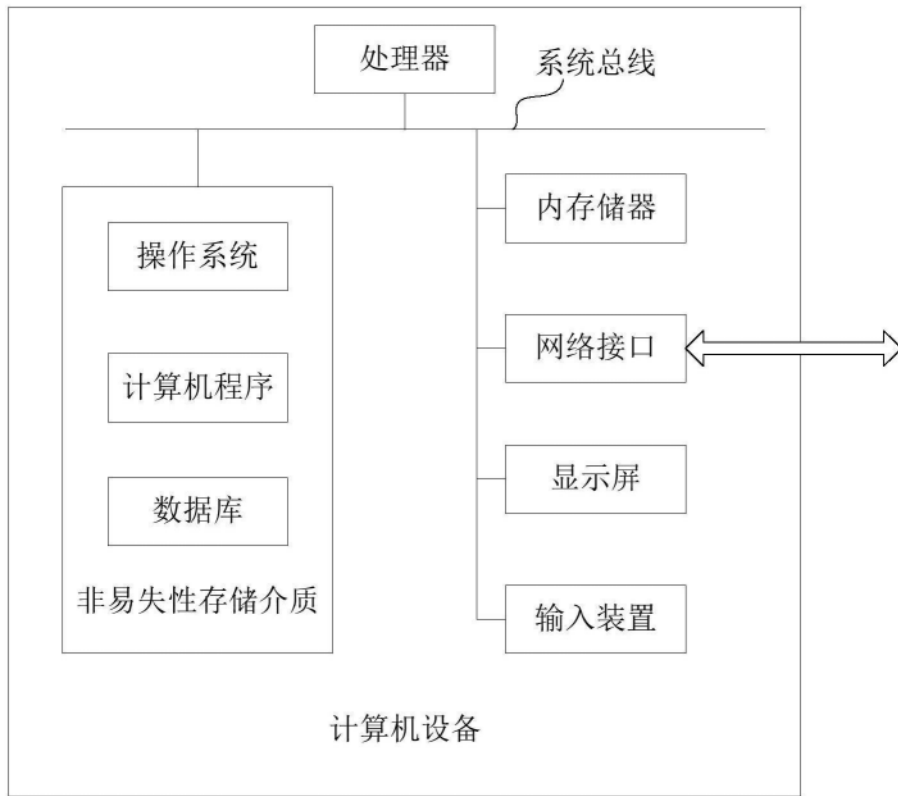 处理器
系统总线
内存储器
操作系统
网络接口
计算机程序
显示屏
数据库
非易失性存储介质
输入装置
计算机设备